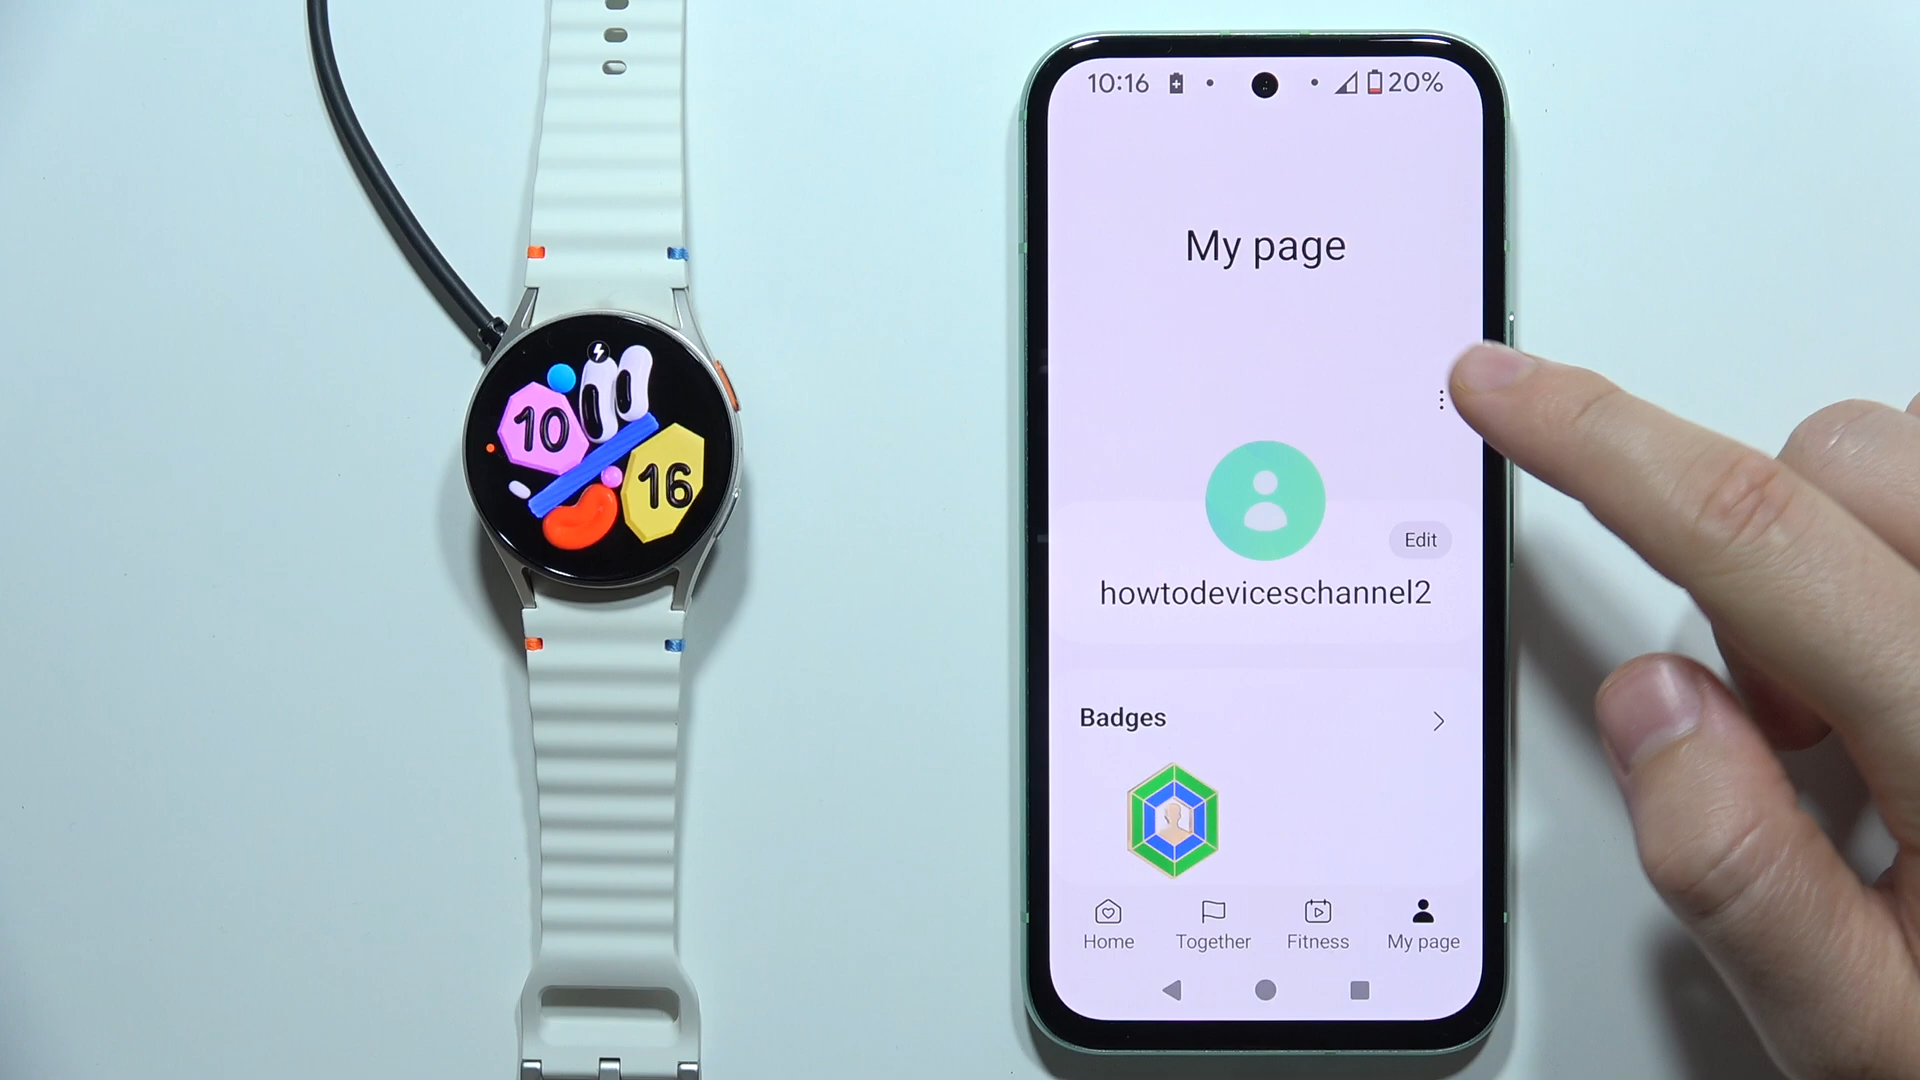 10
16
10:16 20%
My page
Edit
howtodeviceschannel2
Badges
Home Together Fitness My page